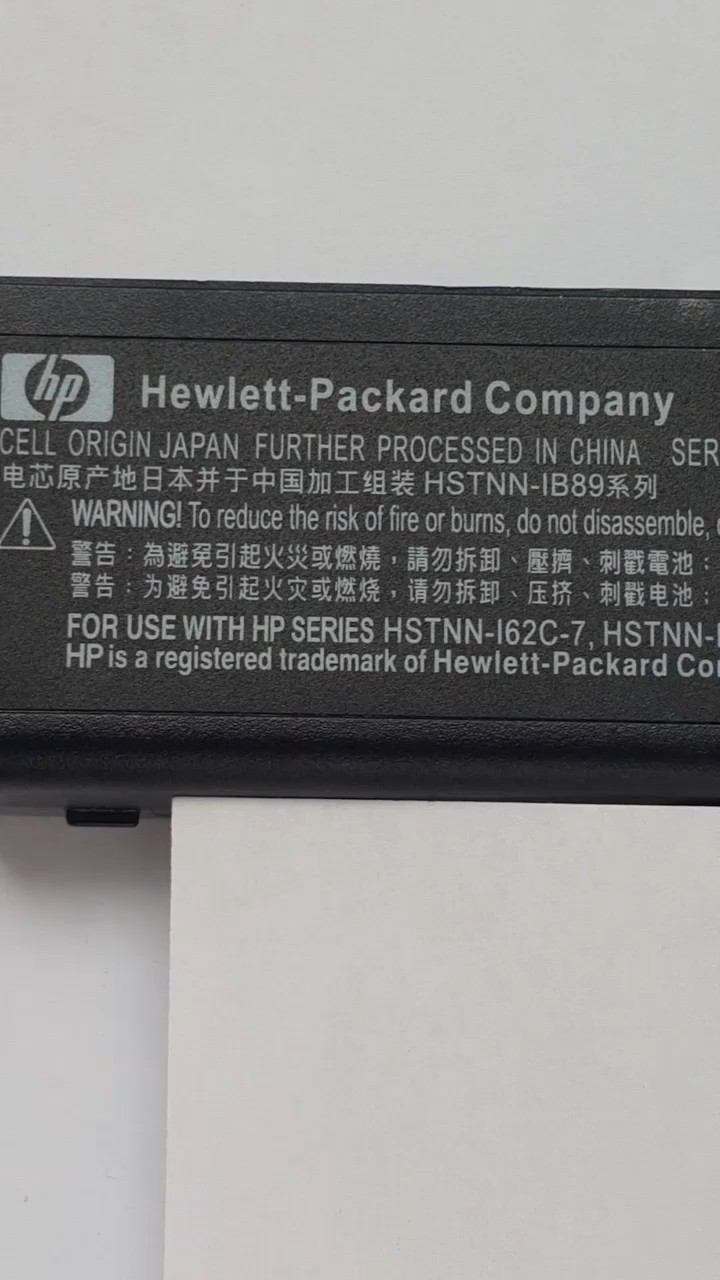 hp Hewlett-Packard Company
CELL ORIGIN JAPAN FURTHER PROCESSED IN CHINA SER
电芯原产地日本并于中国加工组装 HSTNN-IB89系列
WARNING! To reduce the risk of fire or burns, do not disassemble,
警告：為避免引起火災或燃燒，請勿拆卸、壓擠、刺戳電池；
警告：为避免引起火灾或燃烧，请勿拆卸、压挤、刺戳电池；
FOR USE WITH HP SERIES HSTNN-I62C-7, HSTNN-
HP is a registered trademark of Hewlett-Packard Co